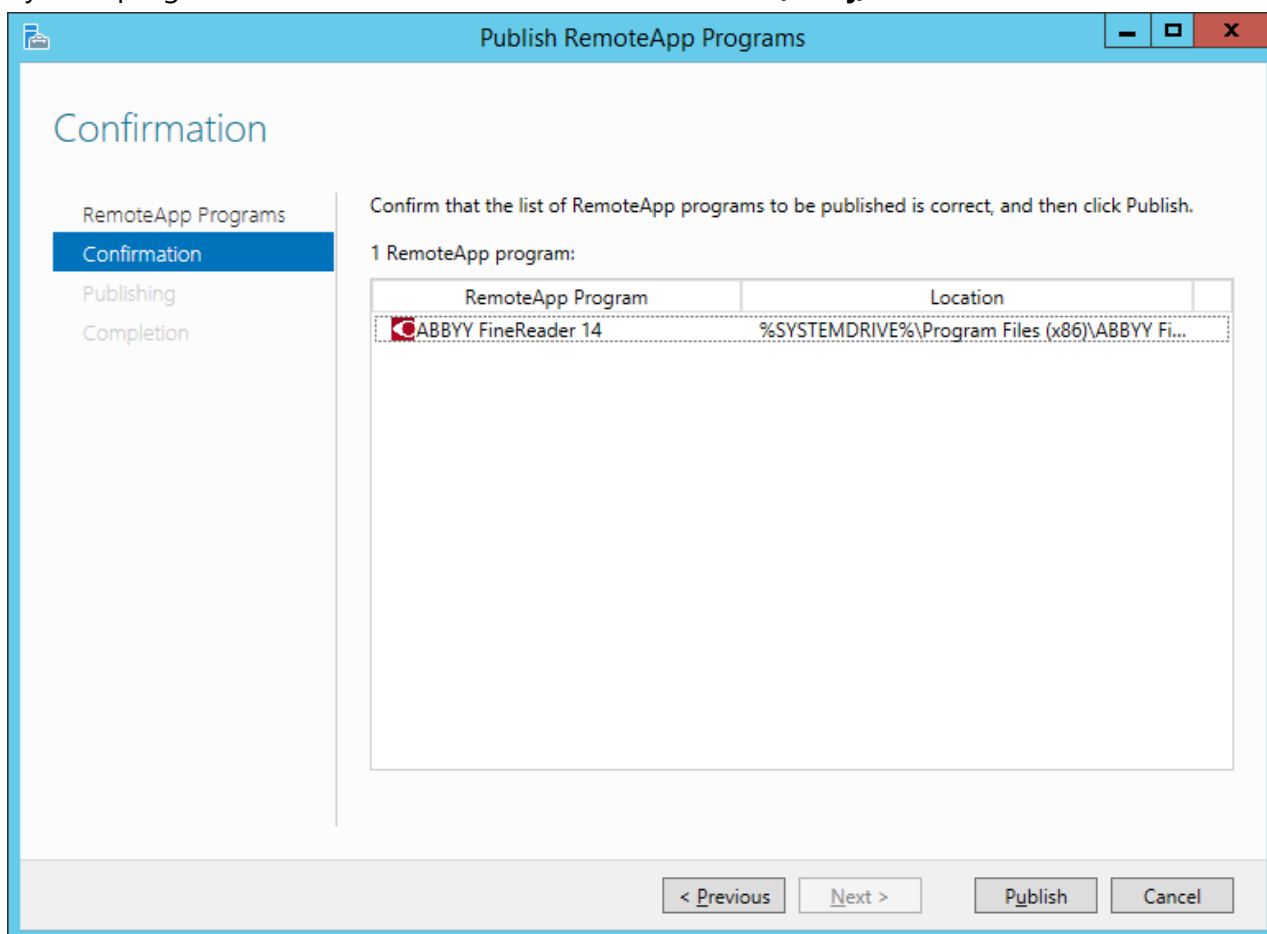 Publish RemoteApp Programs
Confirmation
RemoteApp Programs
Confirmation
Publishing
Completion
Confirm that the list of RemoteApp programs to be published is correct, and then click Publish.
1 RemoteApp program:
RemoteApp Program Location
ABBYY FineReader 14 %SYSTEMDRIVE%\Program Files (x86)\ABBYY Fi...
< Previous Next > Publish Cancel